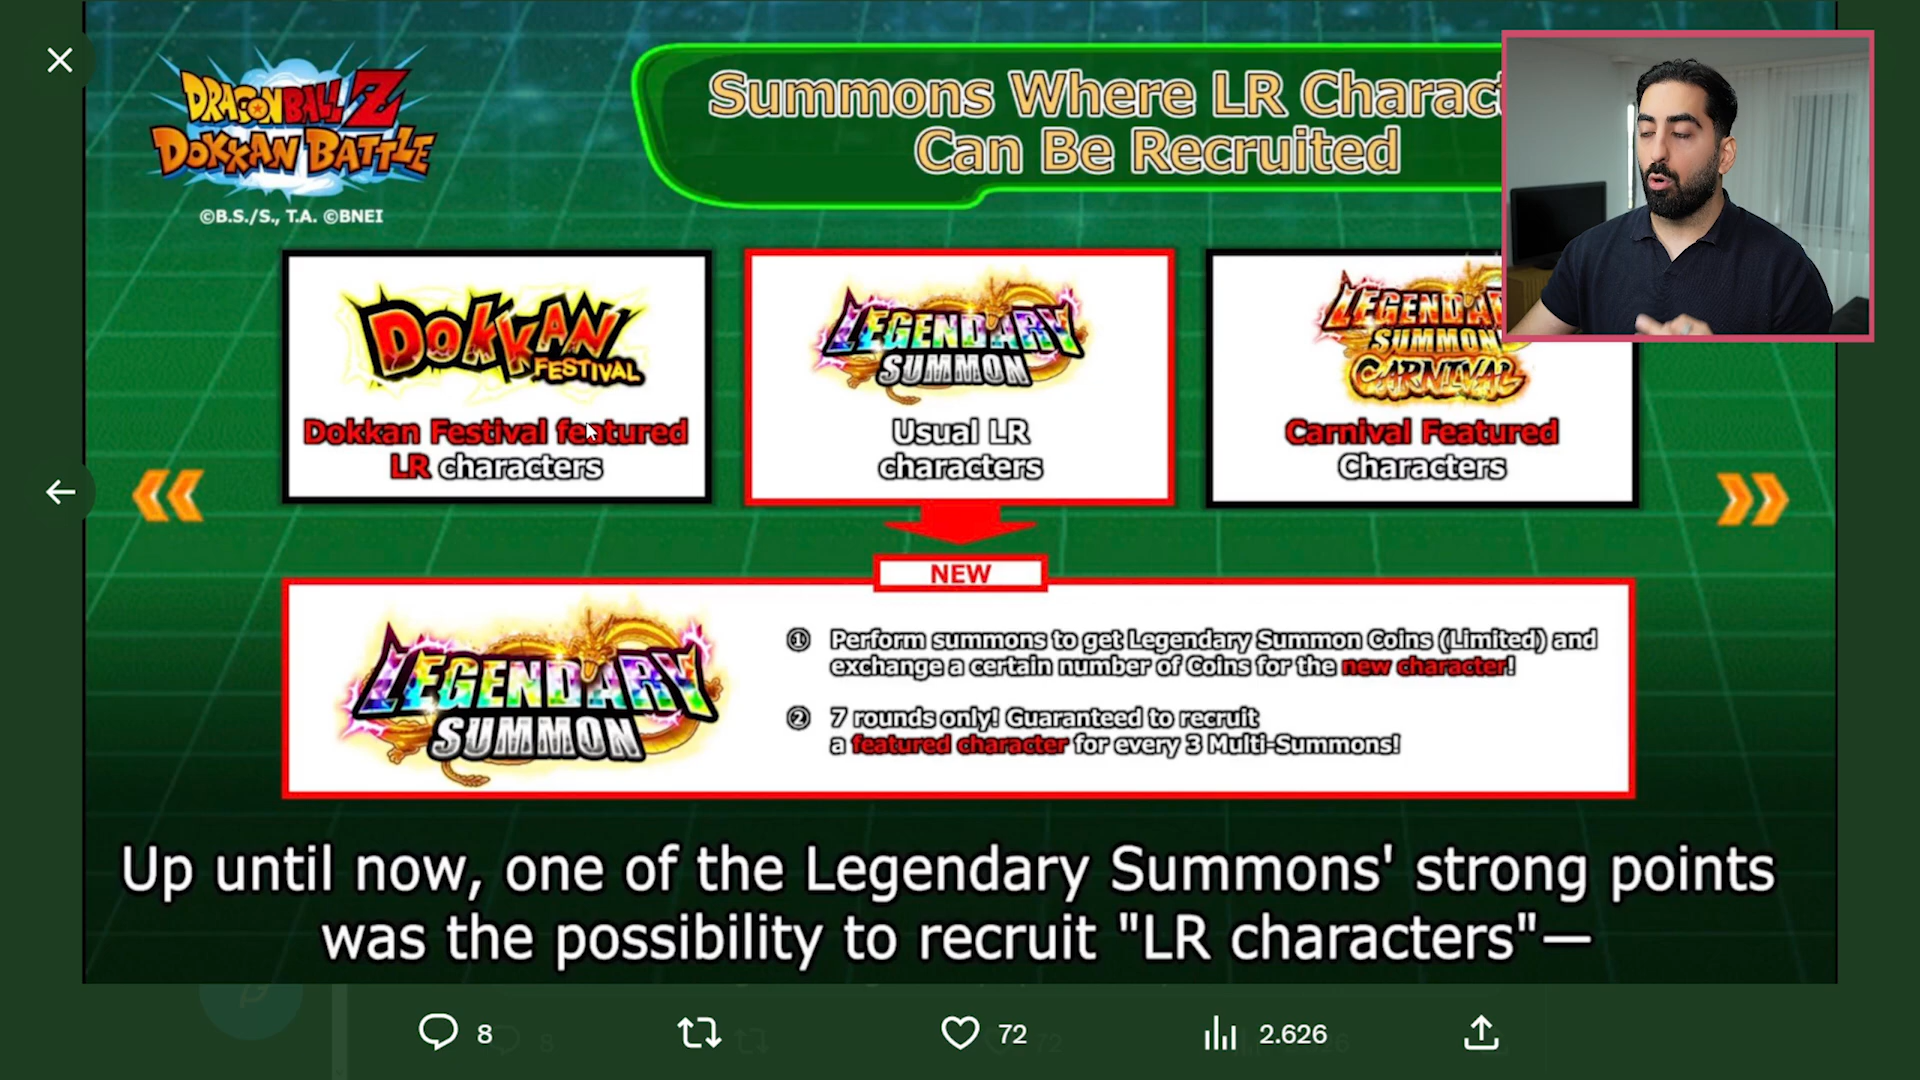 DRAGON BALL Z
DOKKAN BATTLE
©B.S./S., T.A. ©BNEI
Summons Where LR Charac
Can Be Recruited
DOKKAN
FESTIVAL
Dokkan Festival featured
LR characters
LEGENDARY
SUMMON
Usual LR
characters
LEGENDA
SUMMON
CARNIVAL
Carnival Featured
Characters
NEW
LEGENDARY
SUMMON
① Perform summons to get Legendary Summon Coins (Limited) and
exchange a certain number of Coins for the new character!
② 7 rounds only! Guaranteed to recruit
a featured character for every 3 Multi-Summons!
Up until now, one of the Legendary Summons' strong points
was the possibility to recruit "LR characters"—
8
72
2.626